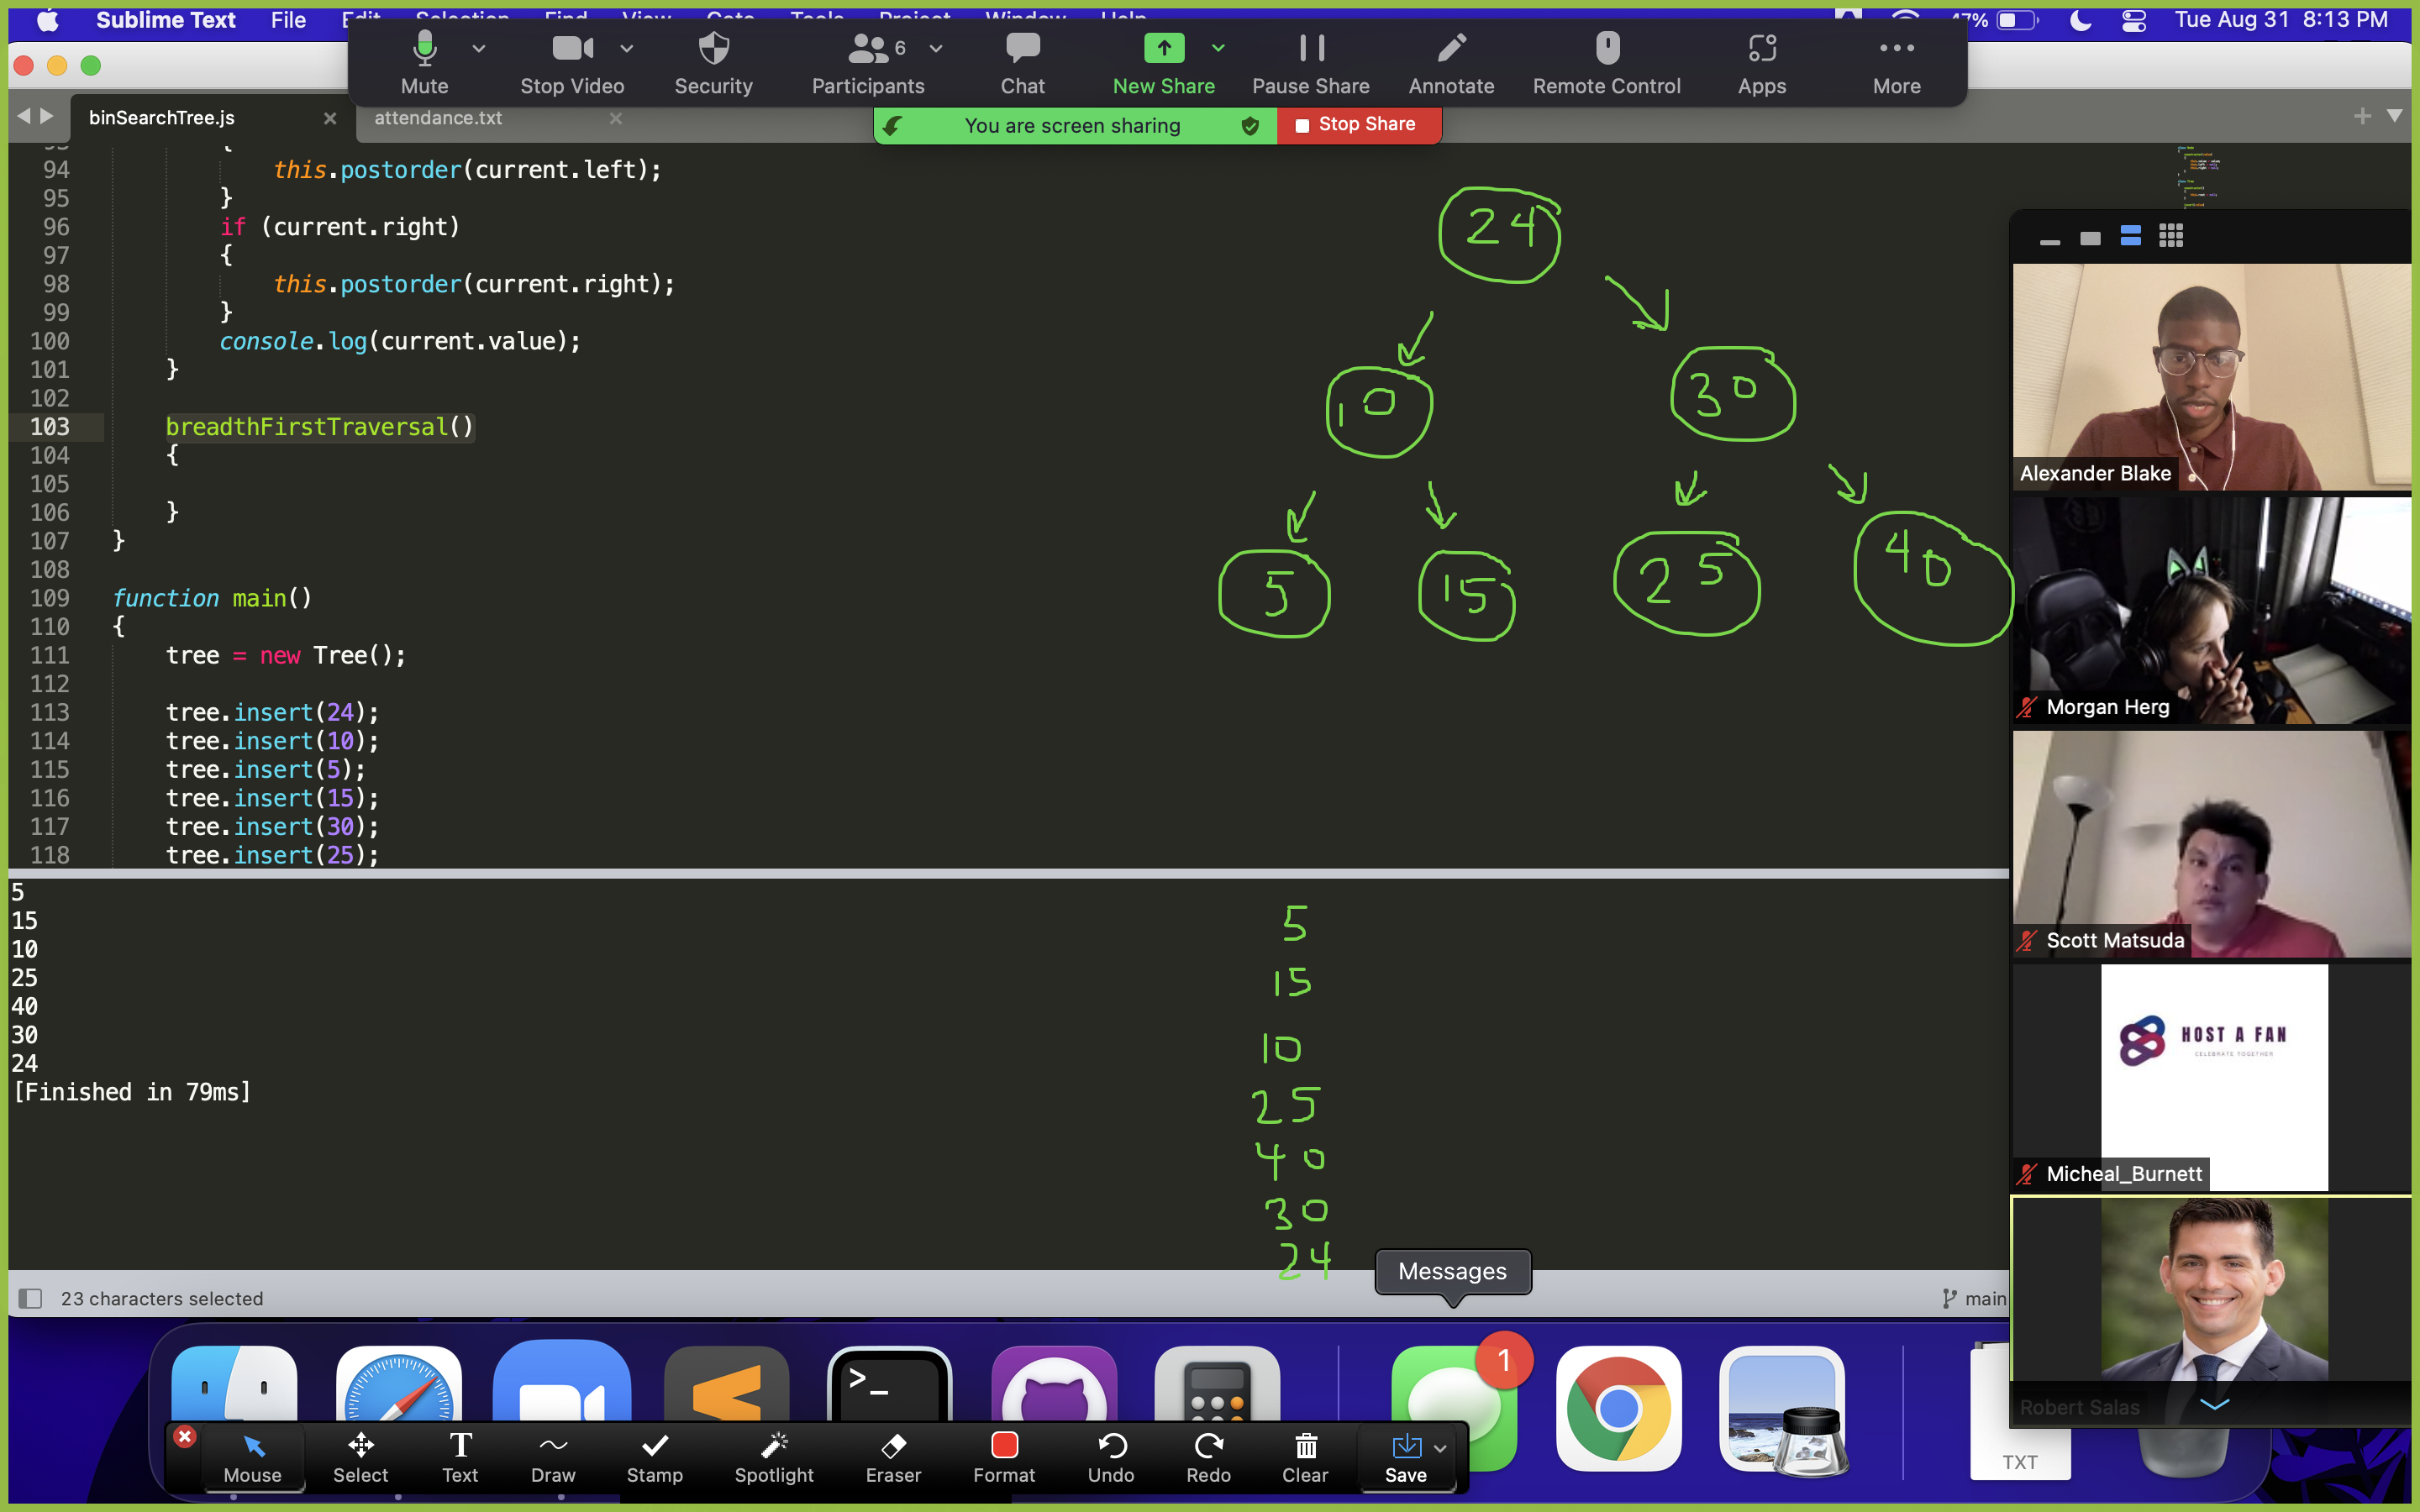 Sublime Text File Edit Selection Find View Goto Tools Project Window Help 47% Tue Aug 31 8:13 PM
Mute Stop Video Security Participants 6 Chat New Share Pause Share Annotate Remote Control Apps More
You are screen sharing Stop Share
binSearchTree.js attendance.txt
93 {
94 this.postorder(current.left);
95 }
96 if (current.right)
97 {
98 this.postorder(current.right);
99 }
100 console.log(current.value);
101 }
102
103 breadthFirstTraversal()
104 {
105
106 }
107 }
108
109 function main()
110 {
111 tree = new Tree();
112
113 tree.insert(24);
114 tree.insert(10);
115 tree.insert(5);
116 tree.insert(15);
117 tree.insert(30);
118 tree.insert(25);
24
10 30
5 15 25 40
5
15
10
25
40
30
24
[Finished in 79ms]
5
15
10
25
40
30
24
Alexander Blake
Morgan Herg
Scott Matsuda
HOST A FAN
CELEBRATE TOGETHER
Micheal_Burnett
Robert Salas
Messages
23 characters selected
main
1
>_
TXT
Mouse Select Text Draw Stamp Spotlight Eraser Format Undo Redo Clear Save